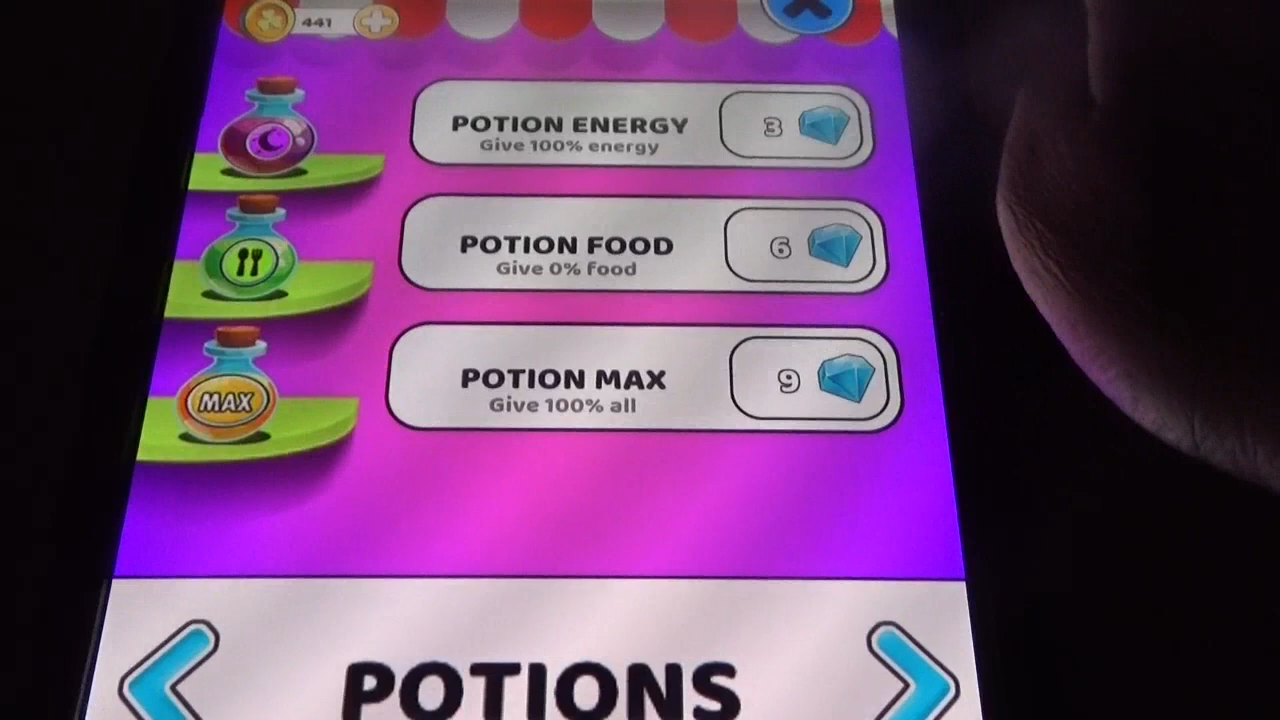 441
POTION ENERGY
Give 100% energy
3
POTION FOOD
Give 0% food
6
MAX
POTION MAX
Give 100% all
9
POTIONS